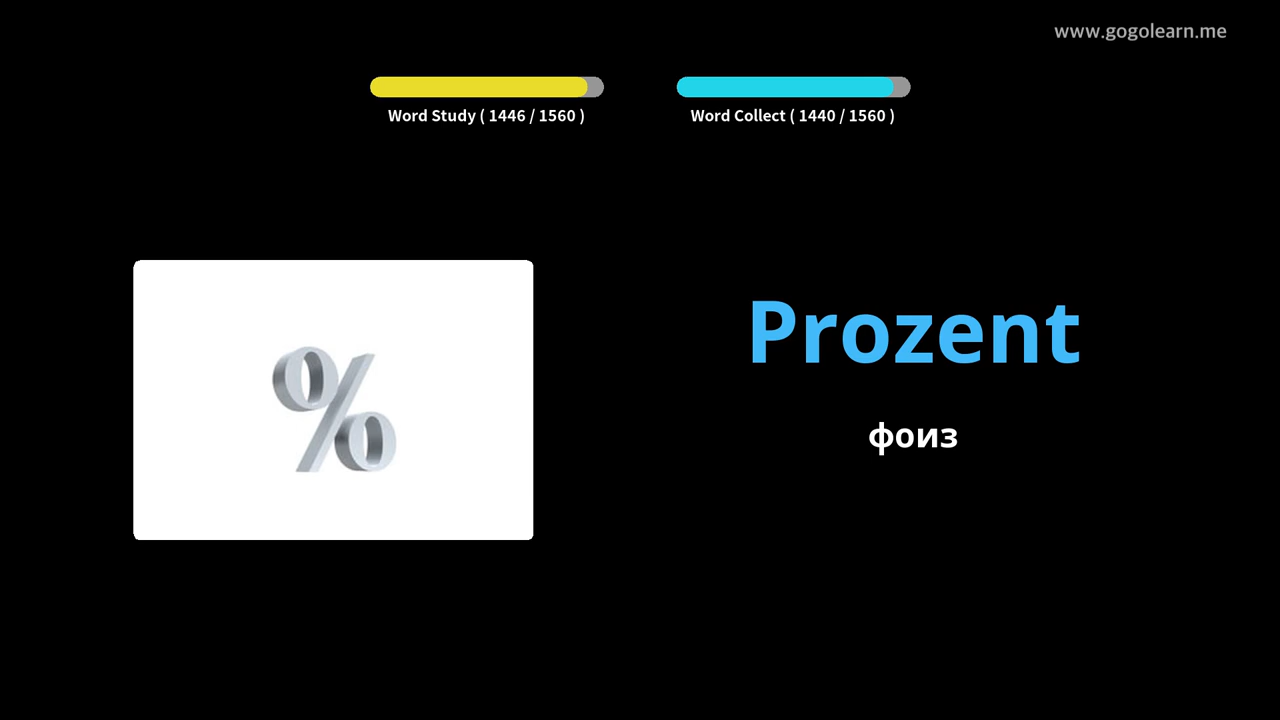 www.gogolearn.me
Word Study ( 1446 / 1560 )
Word Collect ( 1440 / 1560 )
%
Prozent
фоиз